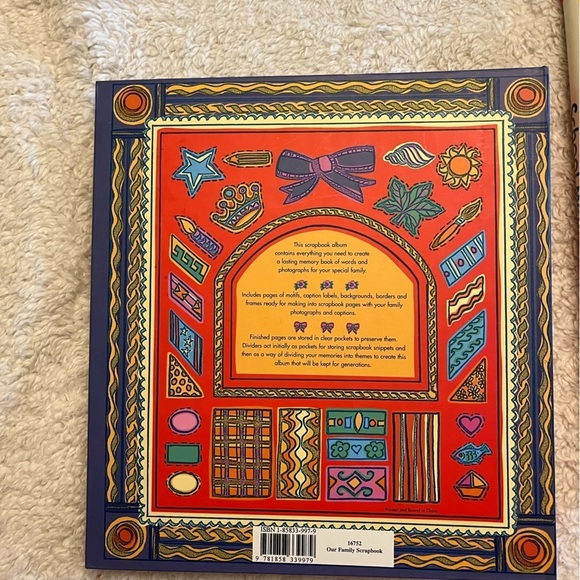 This scrapbook album
contains everything you need to create
a lasting memory book of words and
photographs for your special family.
Includes pages of motifs, caption labels, backgrounds, borders and
frames ready for making into scrapbook pages with your family
photographs and captions.
Finished pages are stored in clear pockets to preserve them.
Dividers act initially as pockets for storing scrapbook snippets and
then as a way of dividing your memories into themes to create this
album that will be kept for generations.
Printed and Bound in China
ISBN 1-85833-997-9
16752
Our Family Scrapbook
9 781858 339979